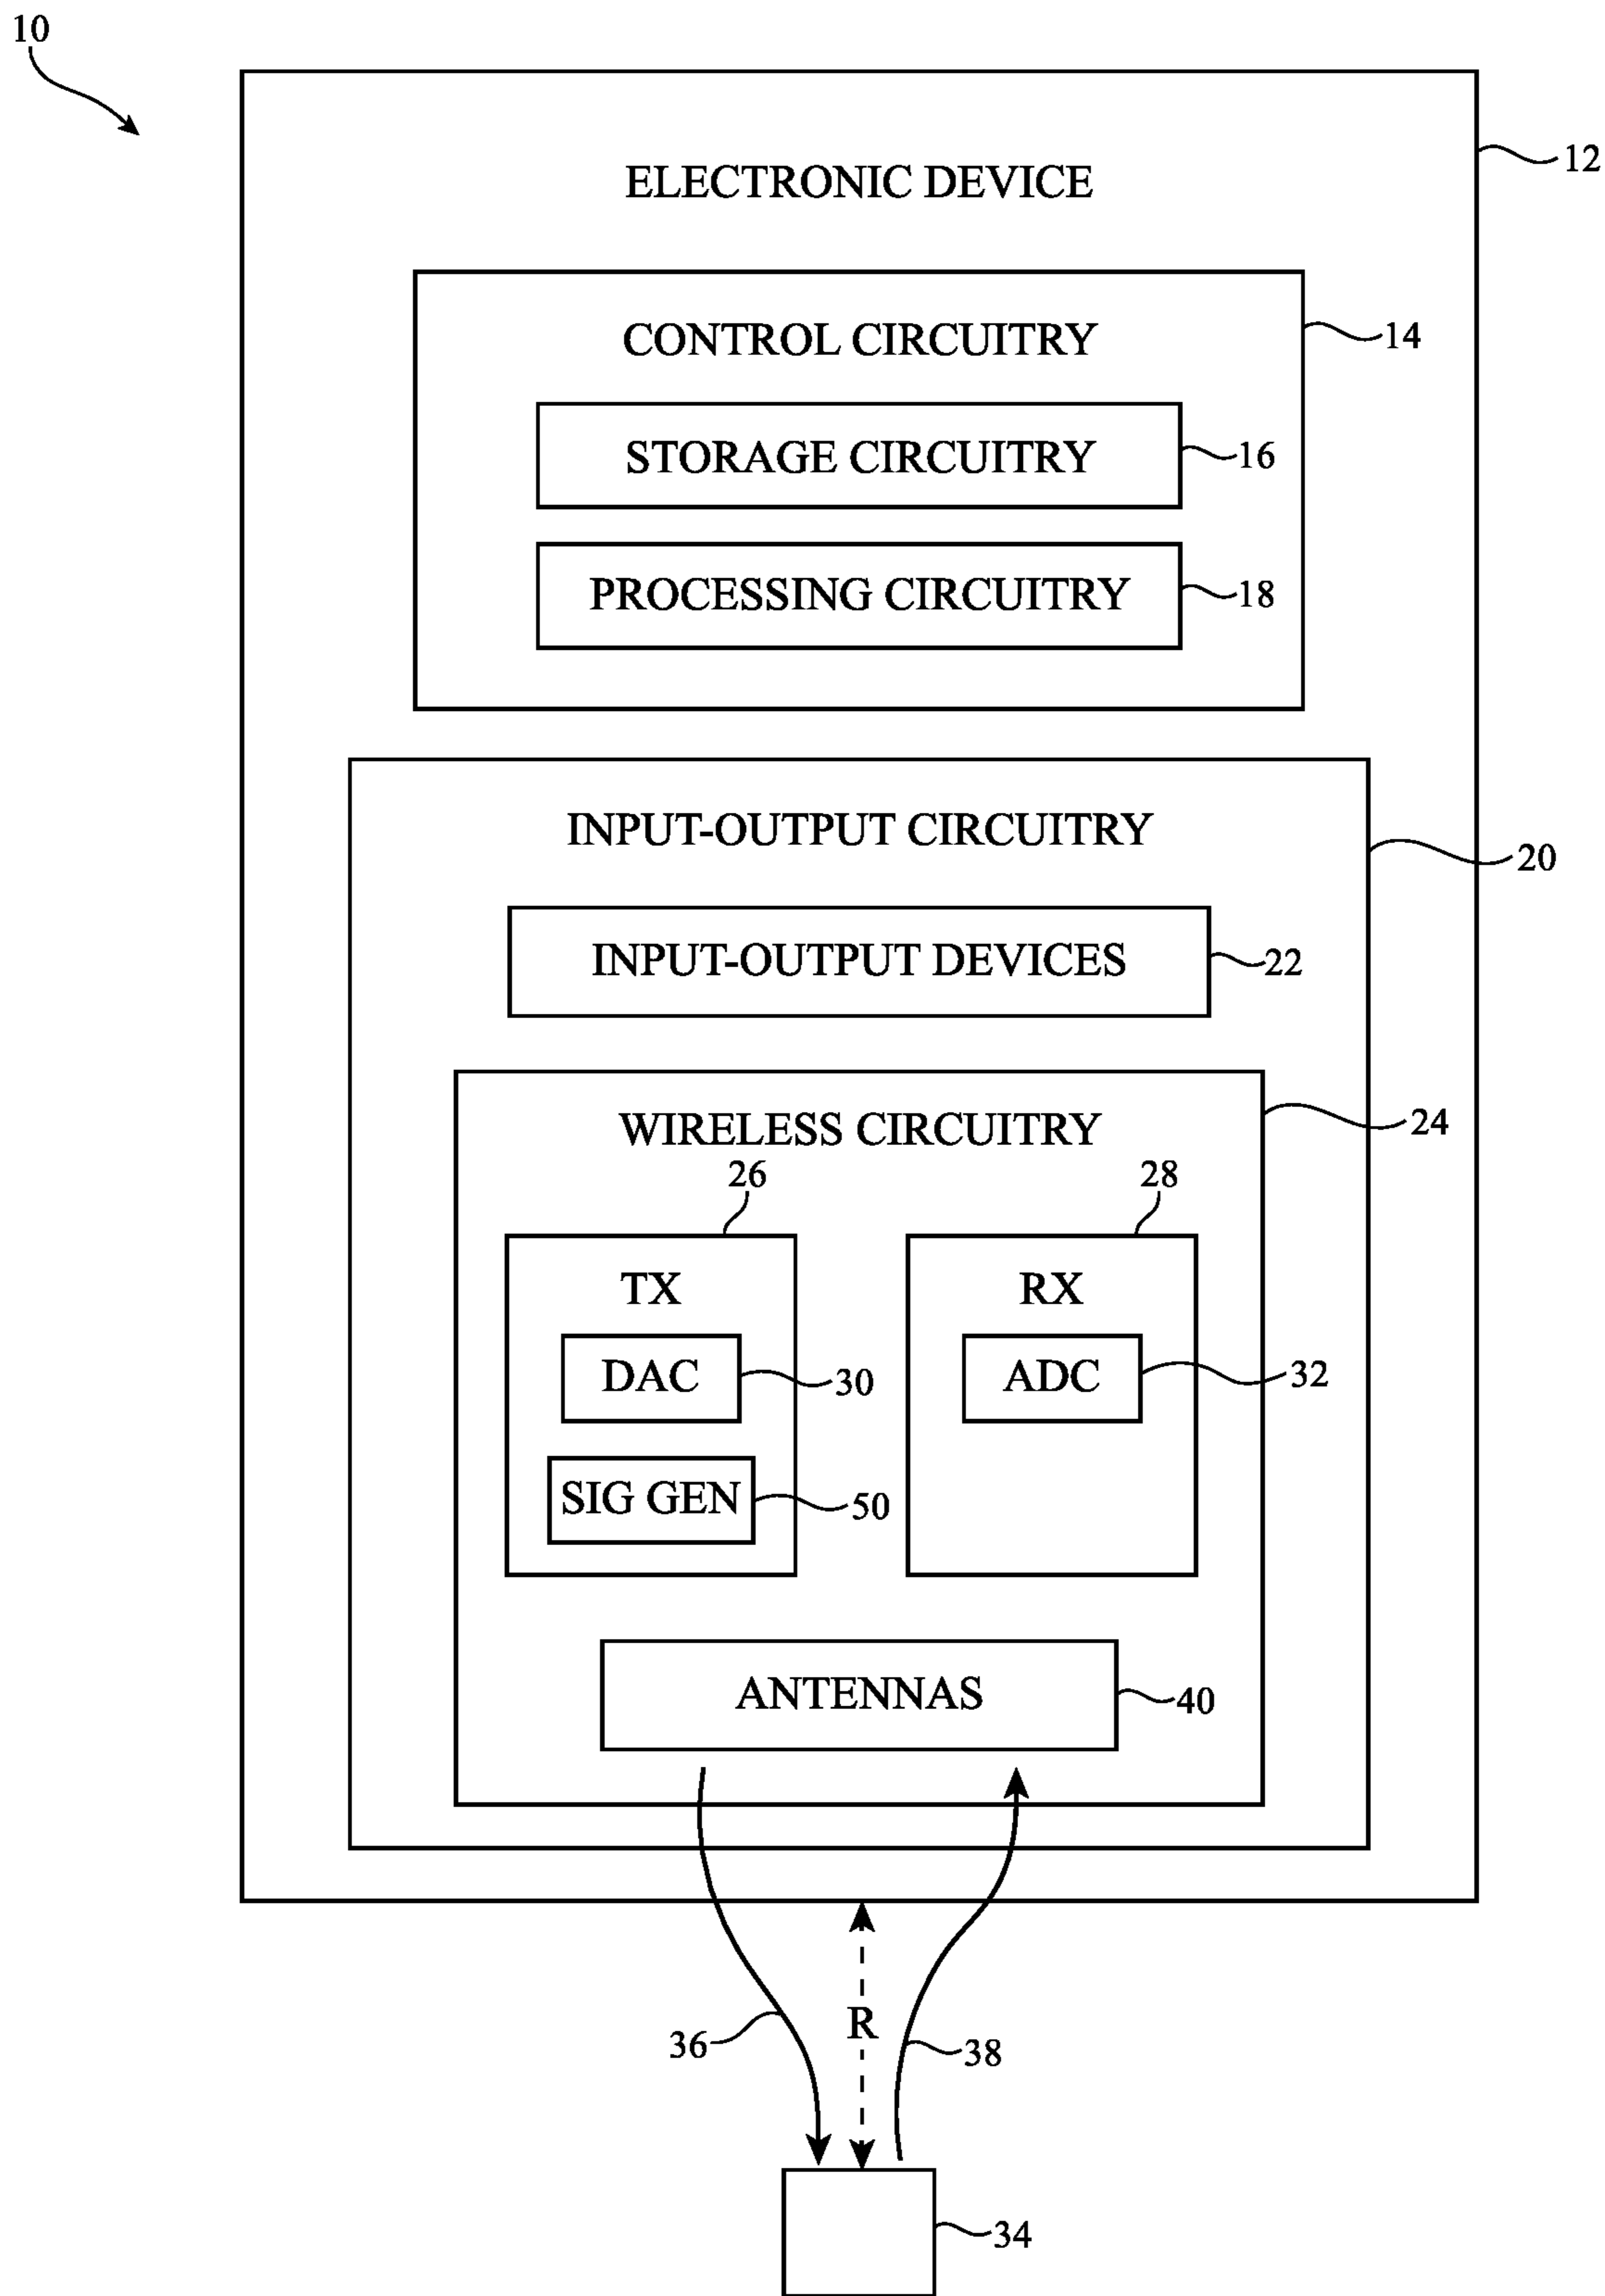 10
12
ELECTRONIC DEVICE
CONTROL CIRCUITRY
14
STORAGE CIRCUITRY
16
PROCESSING CIRCUITRY
18
INPUT-OUTPUT CIRCUITRY
20
INPUT-OUTPUT DEVICES
22
WIRELESS CIRCUITRY
24
26
28
TX
RX
DAC
30
ADC
32
SIG GEN
50
ANTENNAS
40
36
R
38
34